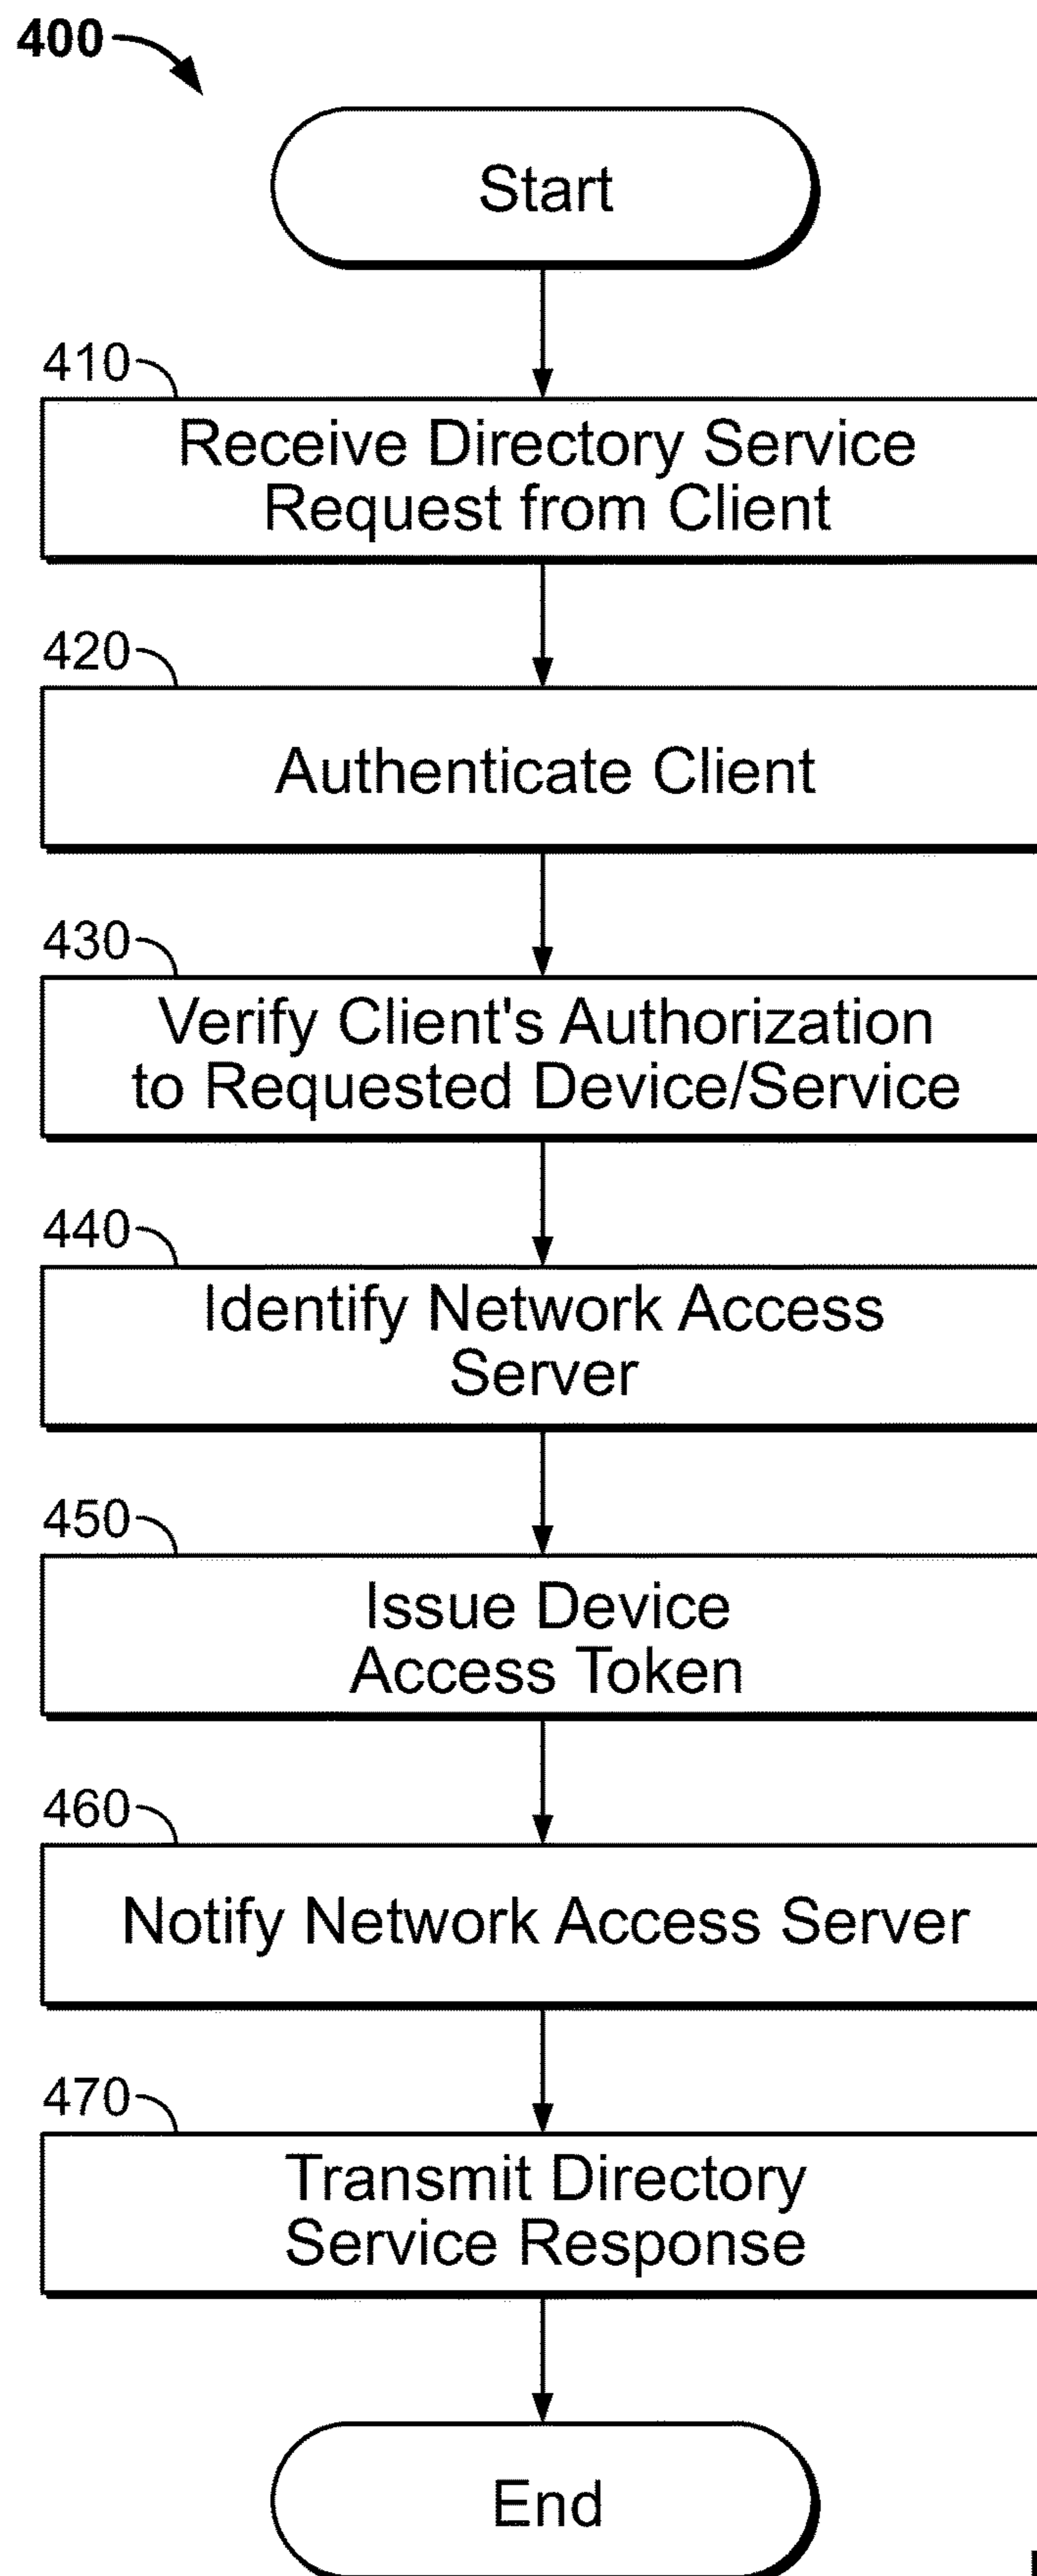 400
Start
410
Receive Directory Service
Request from Client
420
Authenticate Client
430
Verify Client's Authorization
to Requested Device/Service
440
Identify Network Access
Server
450
Issue Device
Access Token
460
Notify Network Access Server
470
Transmit Directory
Service Response
End